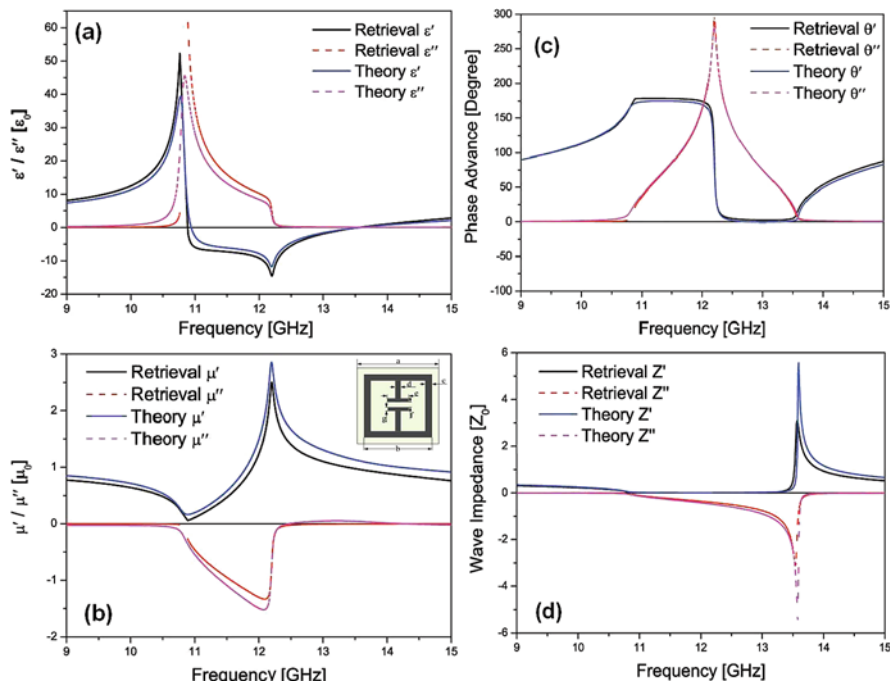 (a)
Retrieval ε′
Retrieval ε″
Theory ε′
Theory ε″
ε′ / ε″ [ε₀]
60
50
40
30
20
10
0
-10
-20
9 10 11 12 13 14 15
Frequency [GHz]
(c)
Retrieval θ′
Retrieval θ″
Theory θ′
Theory θ″
Phase Advance [Degree]
300
250
200
150
100
50
0
-50
-100
9 10 11 12 13 14 15
Frequency [GHz]
Retrieval μ′
Retrieval μ″
Theory μ′
Theory μ″
a
d
c
e
b
μ′ / μ″ [μ₀]
3
2
1
0
-1
-2
(b)
9 10 11 12 13 14 15
Frequency [GHz]
Retrieval Z'
Retrieval Z"
Theory Z'
Theory Z"
Wave Impedance [Z₀]
6
4
2
0
-2
-4
-6
(d)
9 10 11 12 13 14 15
Frequency [GHz]